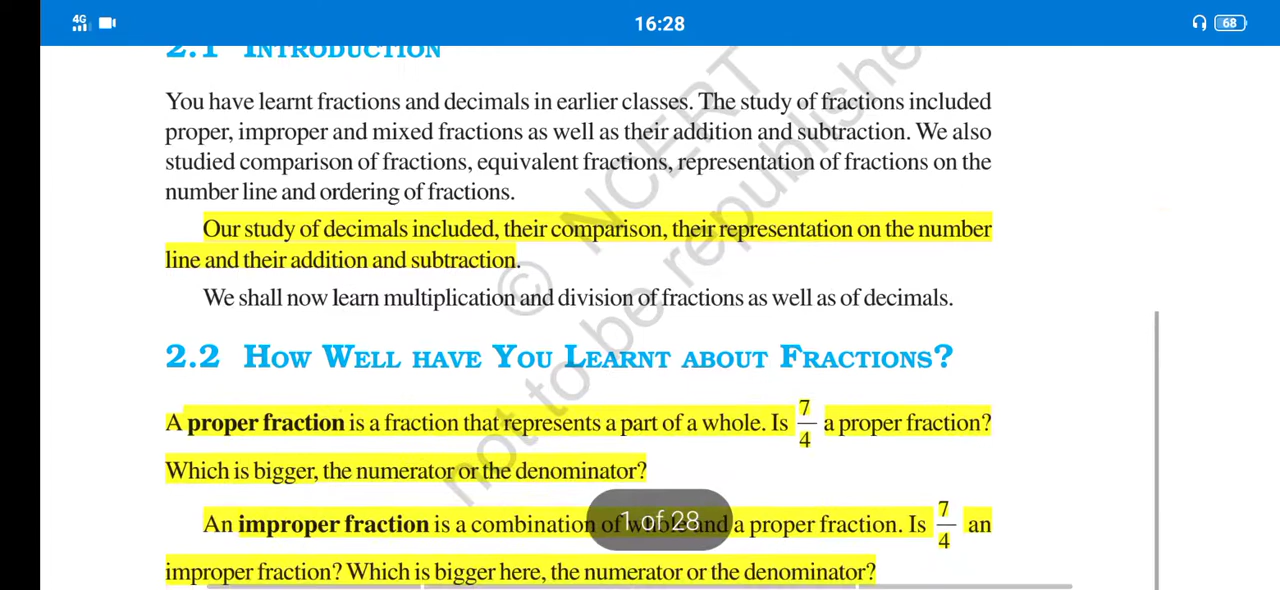 4G
16:28
68
2.1 INTRODUCTION
You have learnt fractions and decimals in earlier classes. The study of fractions included
proper, improper and mixed fractions as well as their addition and subtraction. We also
studied comparison of fractions, equivalent fractions, representation of fractions on the
number line and ordering of fractions.
Our study of decimals included, their comparison, their representation on the number
line and their addition and subtraction.
We shall now learn multiplication and division of fractions as well as of decimals.
2.2 HOW WELL HAVE YOU LEARNT ABOUT FRACTIONS?
A proper fraction is a fraction that represents a part of a whole. Is 7/4 a proper fraction?
Which is bigger, the numerator or the denominator?
An improper fraction is a combination of whole and a proper fraction. Is 7/4 an
1 of 28
improper fraction? Which is bigger here, the numerator or the denominator?
© NCERT
not to be republishe